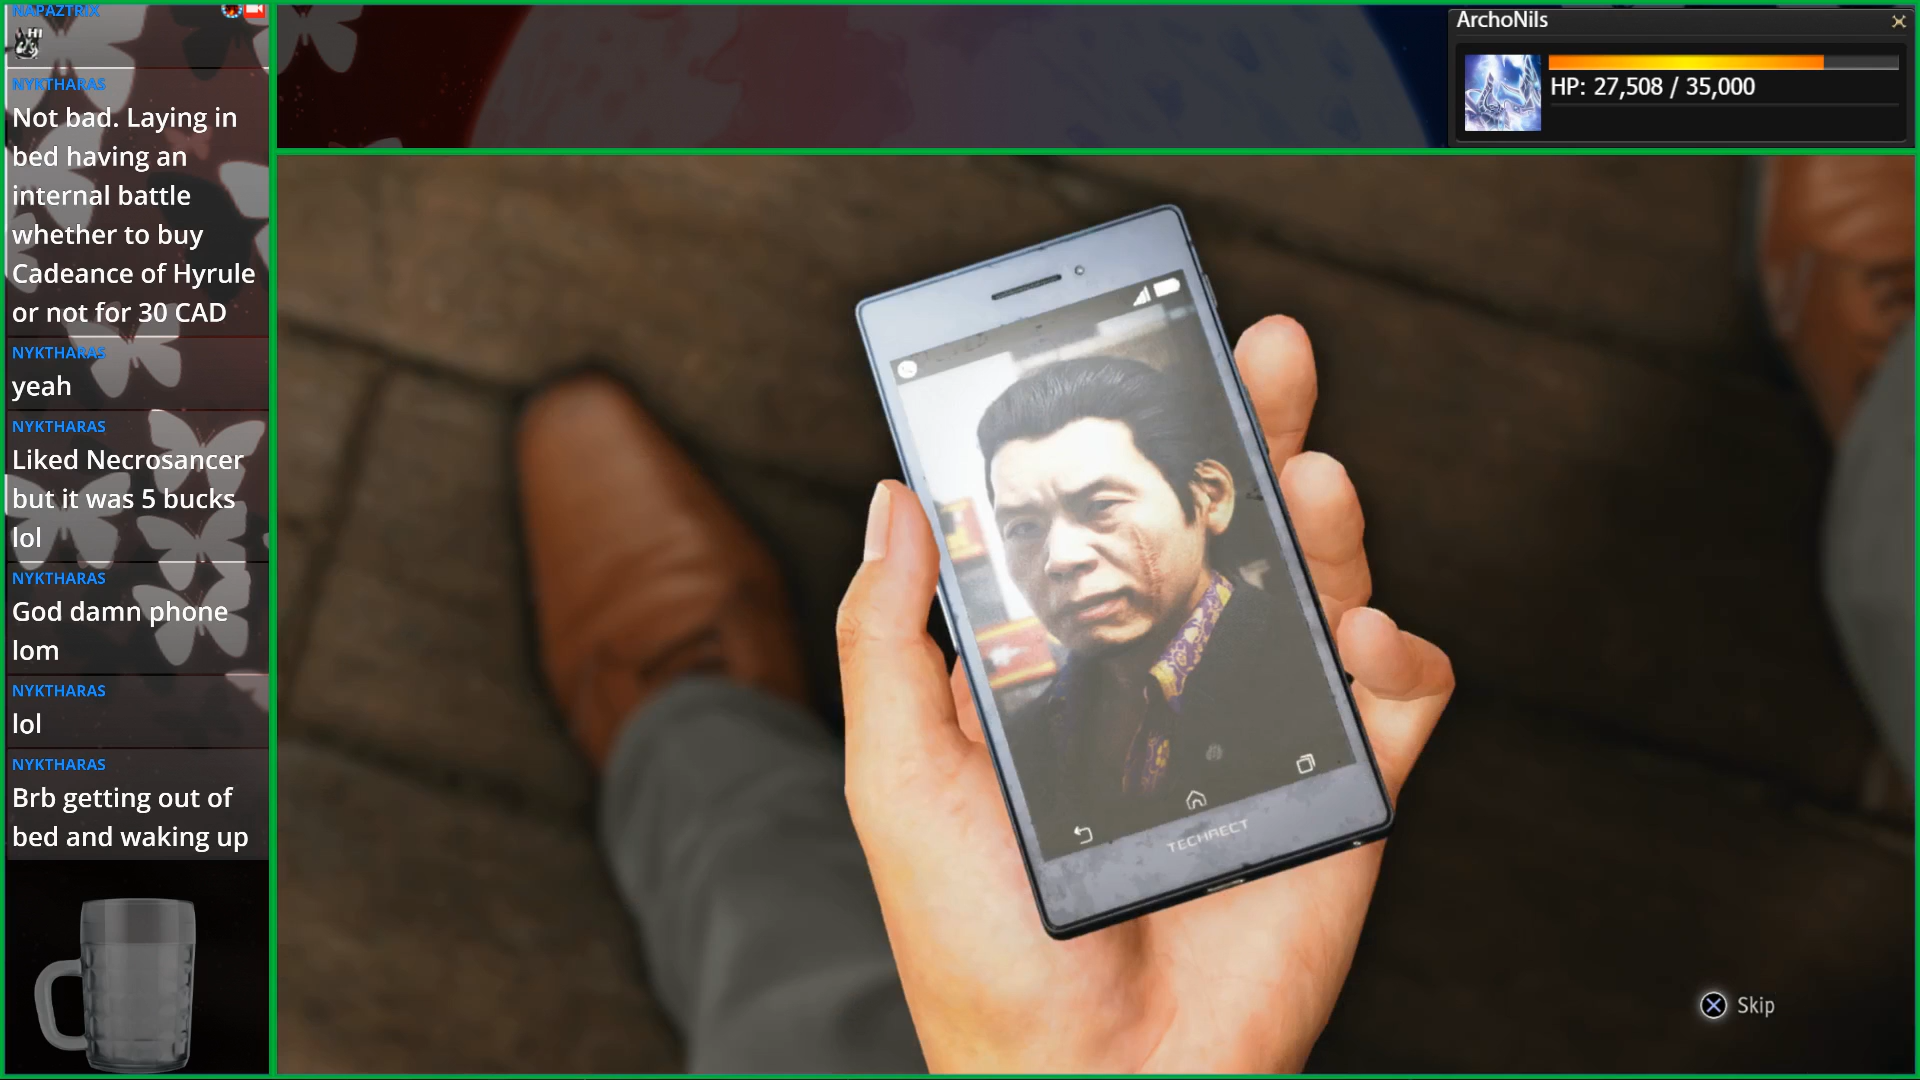 NAPAZTRIX
HI
NYKTHARAS
Not bad. Laying in
bed having an
internal battle
whether to buy
Cadeance of Hyrule
or not for 30 CAD
NYKTHARAS
yeah
NYKTHARAS
Liked Necrosancer
but it was 5 bucks
lol
NYKTHARAS
God damn phone
lom
NYKTHARAS
lol
NYKTHARAS
Brb getting out of
bed and waking up
ArchoNils
HP: 27,508 / 35,000
TECHRECT
Skip